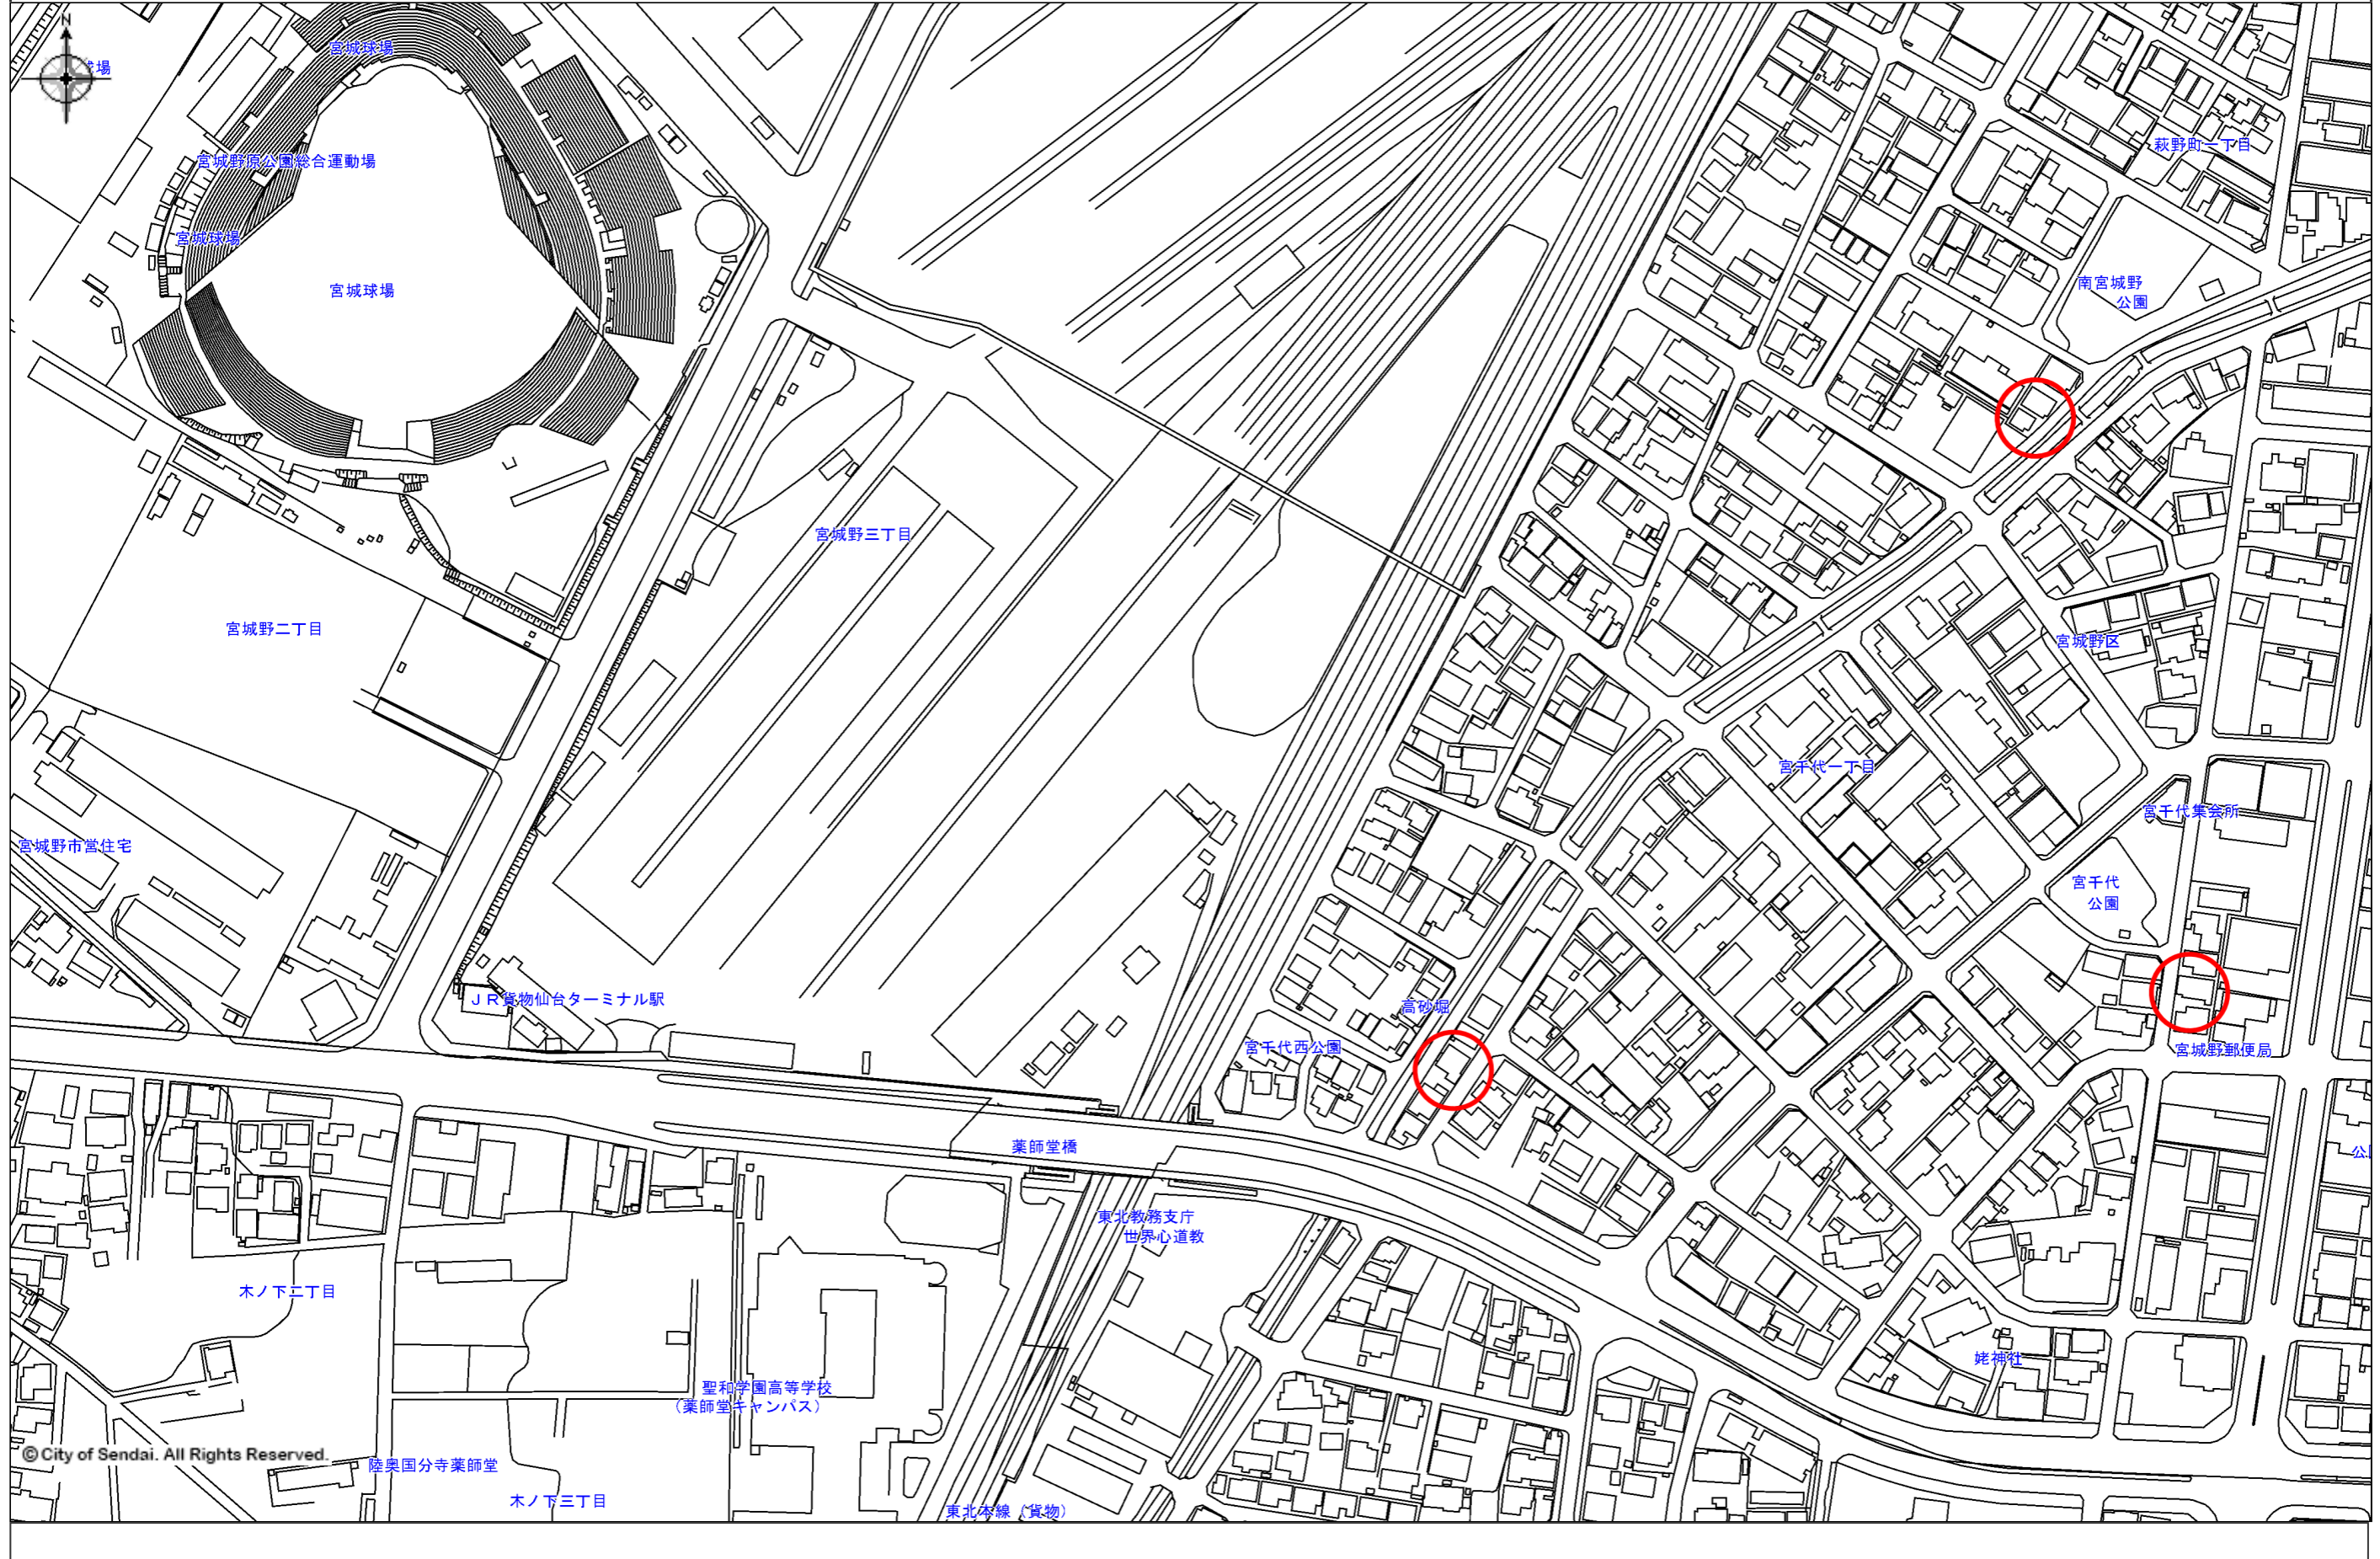 N
宮城球場
萩野町一丁目
宮城野原公園総合運動場
宮城球場
宮城球場
南宮城野
公園
宮城野三丁目
宮城野二丁目
宮城野区
宮千代一丁目
宮千代集会所
宮城野市営住宅
宮千代
公園
JR貨物仙台ターミナル駅
高砂堀
宮千代西公園
宮城野郵便局
薬師堂橋
東北教務支庁
世界心道教
木ノ下二丁目
姥神社
聖和学園高等学校
（薬師堂キャンパス）
© City of Sendai. All Rights Reserved.
陸奥国分寺薬師堂
木ノ下三丁目
東北本線（貨物）